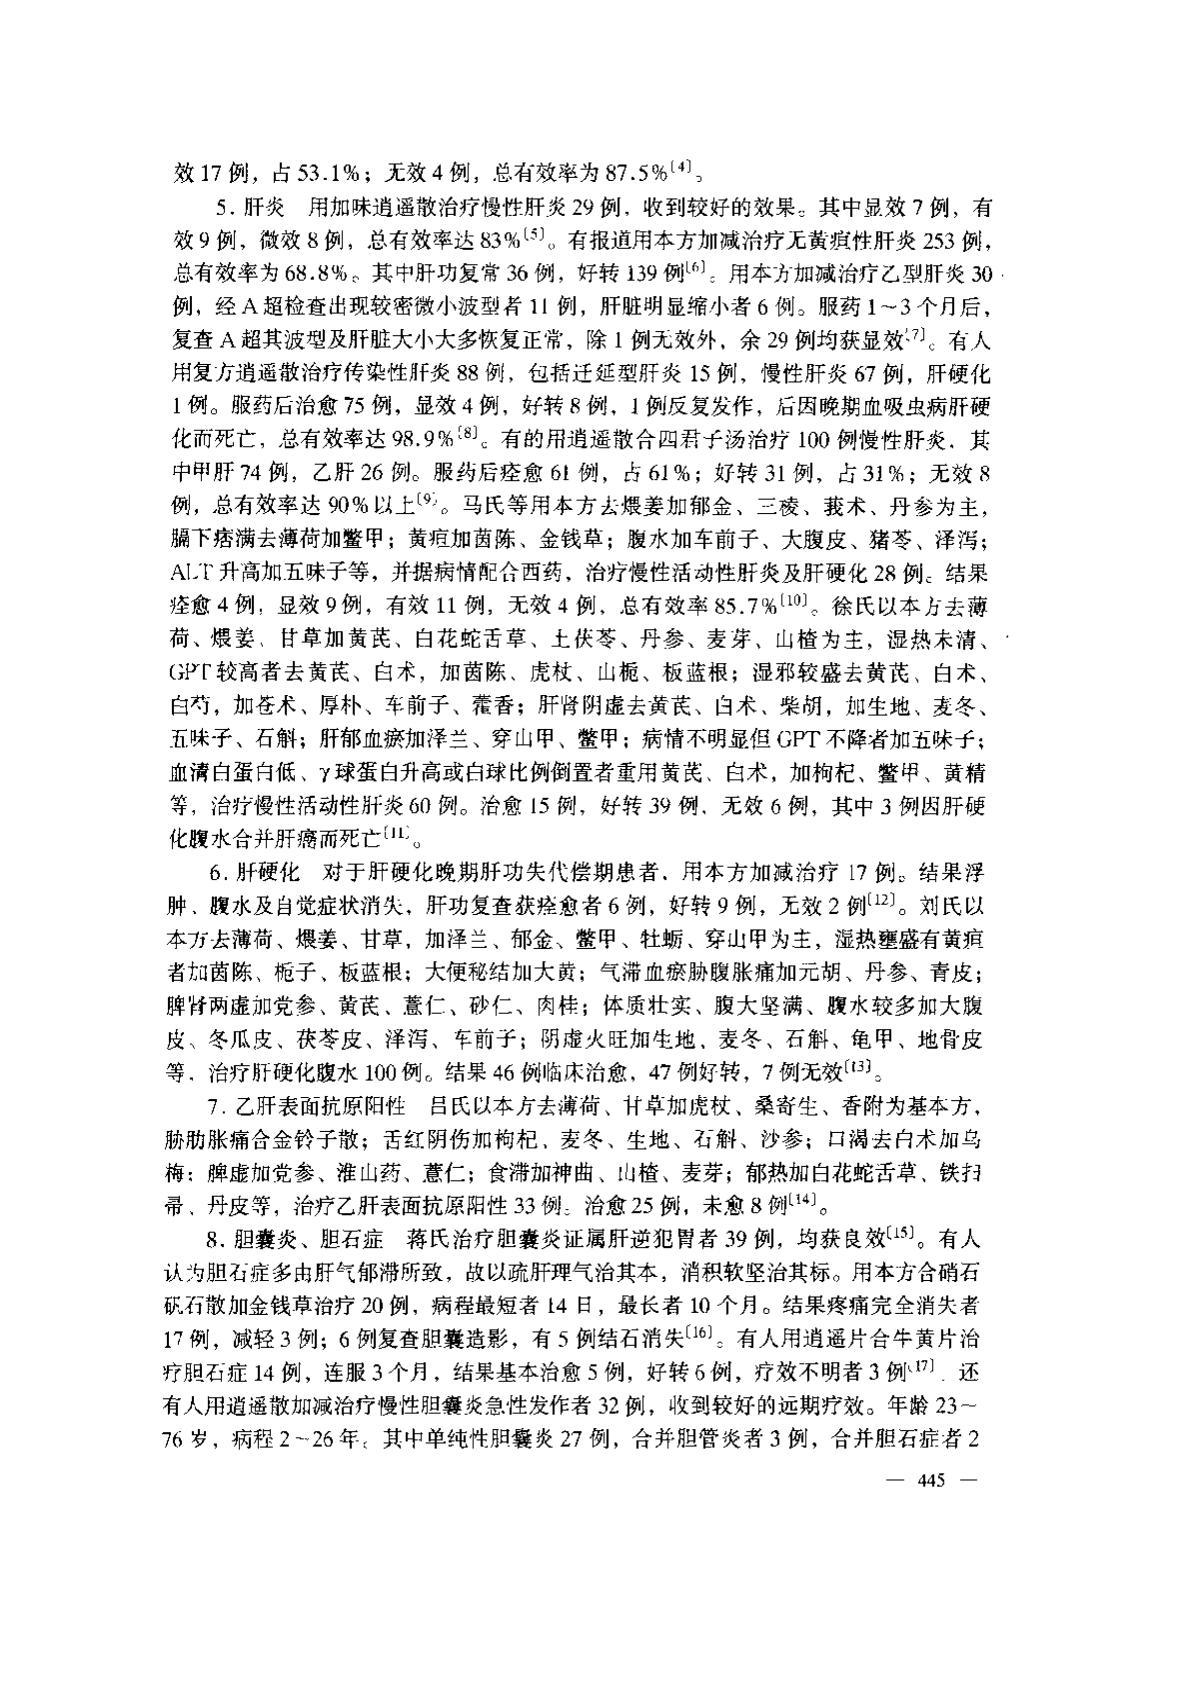 效 17 例，占 53.1%；无效 4 例，总有效率为 87.5%〔4〕。
5. 肝炎 用加味逍遥散治疗慢性肝炎 29 例，收到较好的效果。其中显效 7 例，有
效 9 例，微效 8 例，总有效率达 83%〔5〕。有报道用本方加减治疗无黄疸性肝炎 253 例，
总有效率为 68.8%。其中肝功复常 36 例，好转 139 例〔6〕。用本方加减治疗乙型肝炎 30
例，经 A 超检查出现较密微小波型者 11 例，肝脏明显缩小者 6 例。服药 1～3 个月后，
复查 A 超其波型及肝脏大小大多恢复正常，除 1 例无效外，余 29 例均获显效〔7〕。有人
用复方逍遥散治疗传染性肝炎 88 例，包括迁延型肝炎 15 例，慢性肝炎 67 例，肝硬化
1 例。服药后治愈 75 例，显效 4 例，好转 8 例，1 例反复发作，后因晚期血吸虫病肝硬
化而死亡，总有效率达 98.9%〔8〕。有的用逍遥散合四君子汤治疗 100 例慢性肝炎，其
中甲肝 74 例，乙肝 26 例。服药后痊愈 61 例，占 61%；好转 31 例，占 31%；无效 8
例，总有效率达 90%以上〔9〕。马氏等用本方去煨姜加郁金、三棱、莪术、丹参为主，
膈下痞满去薄荷加鳖甲；黄疸加茵陈、金钱草；腹水加车前子、大腹皮、猪苓、泽泻；
ALT 升高加五味子等，并据病情配合西药，治疗慢性活动性肝炎及肝硬化 28 例。结果
痊愈 4 例，显效 9 例，有效 11 例，无效 4 例，总有效率 85.7%〔10〕。徐氏以本方去薄
荷、煨姜、甘草加黄芪、白花蛇舌草、土茯苓、丹参、麦芽、山楂为主，湿热未清、
GPT 较高者去黄芪、白术，加茵陈、虎杖、山栀、板蓝根；湿邪较盛去黄芪、白术、
白芍，加苍术、厚朴、车前子、藿香；肝肾阴虚去黄芪、白术、柴胡，加生地、麦冬、
五味子、石斛；肝郁血瘀加泽兰、穿山甲、鳖甲；病情不明显但 GPT 不降者加五味子；
血清白蛋白低、γ 球蛋白升高或白球比例倒置者重用黄芪、白术，加枸杞、鳖甲、黄精
等，治疗慢性活动性肝炎 60 例。治愈 15 例，好转 39 例，无效 6 例，其中 3 例因肝硬
化腹水合并肝癌而死亡〔11〕。
6. 肝硬化 对于肝硬化晚期肝功失代偿期患者，用本方加减治疗 17 例。结果浮
肿、腹水及自觉症状消失，肝功复查获痊愈者 6 例，好转 9 例，无效 2 例〔12〕。刘氏以
本方去薄荷、煨姜、甘草，加泽兰、郁金、鳖甲、牡蛎、穿山甲为主，湿热壅盛有黄疸
者加茵陈、栀子、板蓝根；大便秘结加大黄；气滞血瘀胁腹胀痛加元胡、丹参、青皮；
脾肾两虚加党参、黄芪、薏仁、砂仁、肉桂；体质壮实、腹大坚满、腹水较多加大腹
皮、冬瓜皮、茯苓皮、泽泻、车前子；阴虚火旺加生地、麦冬、石斛、龟甲、地骨皮
等，治疗肝硬化腹水 100 例。结果 46 例临床治愈，47 例好转，7 例无效〔13〕。
7. 乙肝表面抗原阳性 吕氏以本方去薄荷、甘草加虎杖、桑寄生、香附为基本方，
胁肋胀痛合金铃子散；舌红阴伤加枸杞、麦冬、生地、石斛、沙参；口渴去白术加乌
梅；脾虚加党参、淮山药、薏仁；食滞加神曲、山楂、麦芽；郁热加白花蛇舌草、铁扫
帚、丹皮等，治疗乙肝表面抗原阳性 33 例。治愈 25 例，未愈 8 例〔14〕。
8. 胆囊炎、胆石症 蒋氏治疗胆囊炎证属肝逆犯胃者 39 例，均获良效〔15〕。有人
认为胆石症多由肝气郁滞所致，故以疏肝理气治其本，消积软坚治其标。用本方合硝石
矾石散加金钱草治疗 20 例，病程最短者 14 日，最长者 10 个月。结果疼痛完全消失者
17 例，减轻 3 例；6 例复查胆囊造影，有 5 例结石消失〔16〕。有人用逍遥片合牛黄片治
疗胆石症 14 例，连服 3 个月，结果基本治愈 5 例，好转 6 例，疗效不明者 3 例〔17〕. 还
有人用逍遥散加减治疗慢性胆囊炎急性发作者 32 例，收到较好的远期疗效。年龄 23～
76 岁，病程 2～26 年。其中单纯性胆囊炎 27 例，合并胆管炎者 3 例，合并胆石症者 2
— 445 —